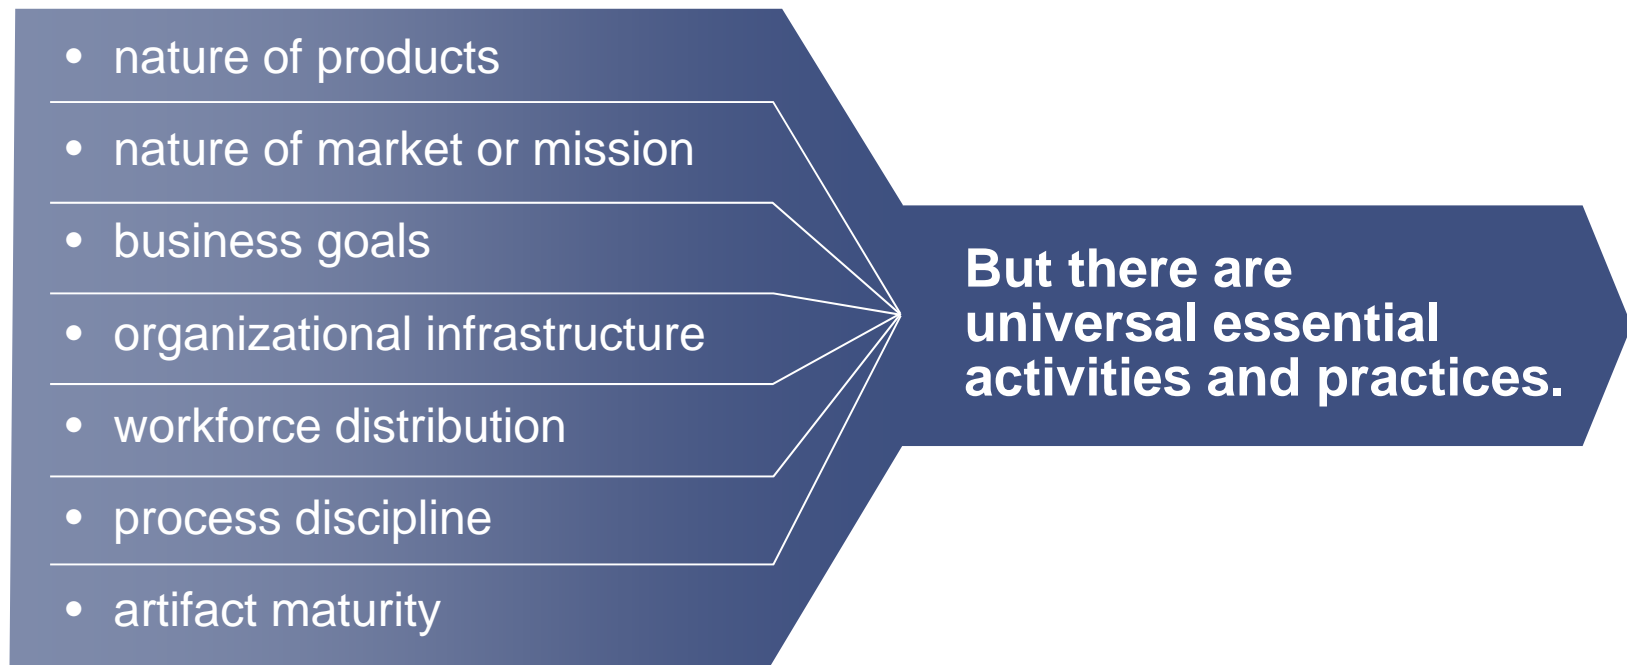 • nature of products
• nature of market or mission
• business goals
• organizational infrastructure
• workforce distribution
• process discipline
• artifact maturity
But there are
universal essential
activities and practices.